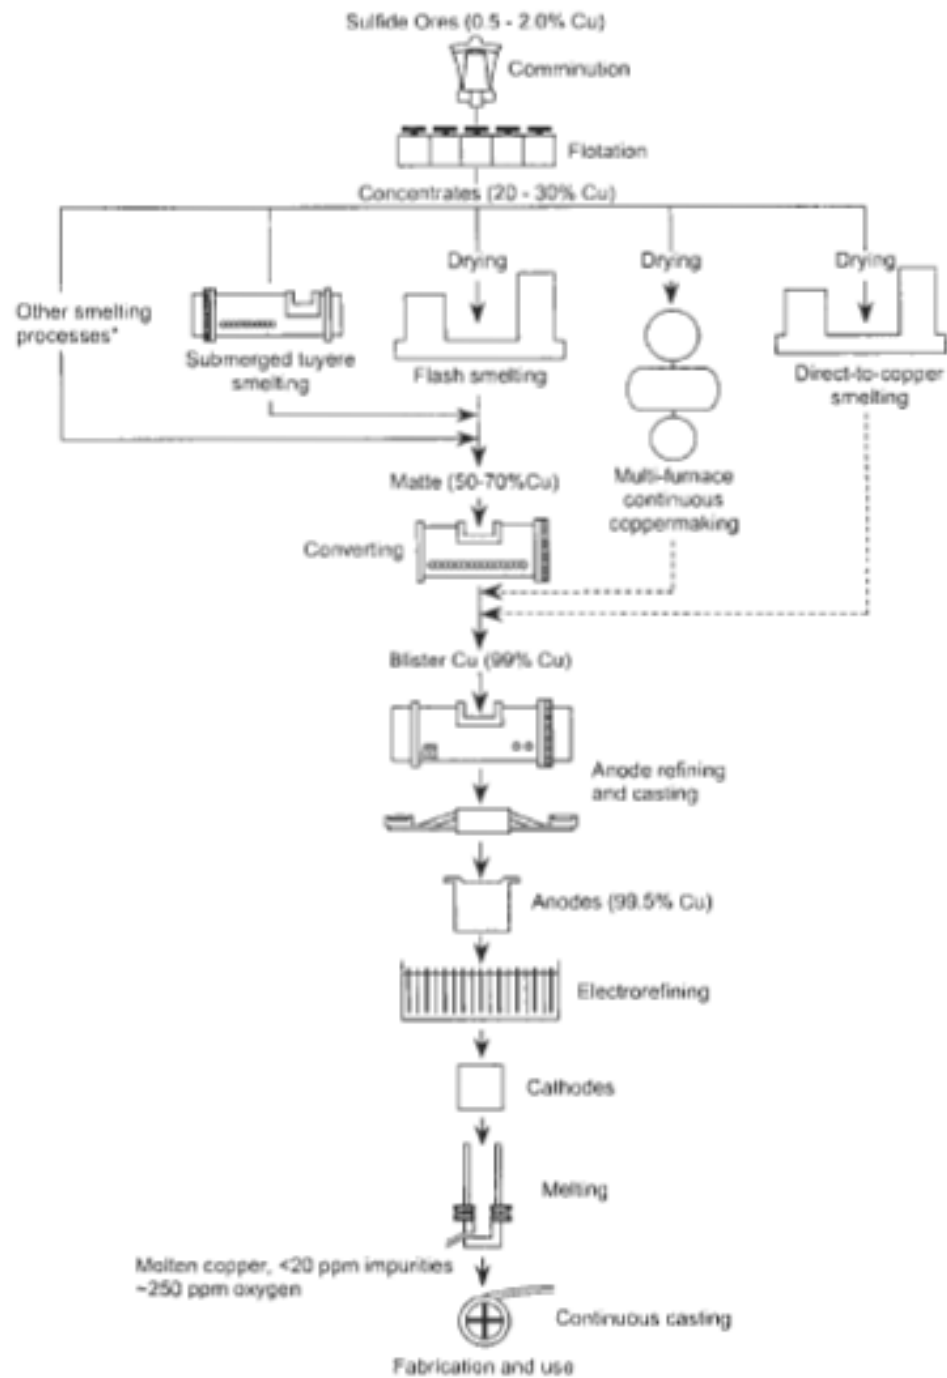 Sulfide Ores (0.5 - 2.0% Cu)
Comminution
Flotation
Concentrates (20 - 30% Cu)
Drying
Drying
Drying
Other smelting
processes*
Submerged tuyere
smelting
Flash smelting
Direct-to-copper
smelting
Matte (50-70%Cu)
Multi-furnace
continuous
coppermaking
Converting
Blister Cu (99% Cu)
Anode refining
and casting
Anodes (99.5% Cu)
Electrorefining
Cathodes
Melting
Molten copper, <20 ppm impurities
~250 ppm oxygen
Continuous casting
Fabrication and use